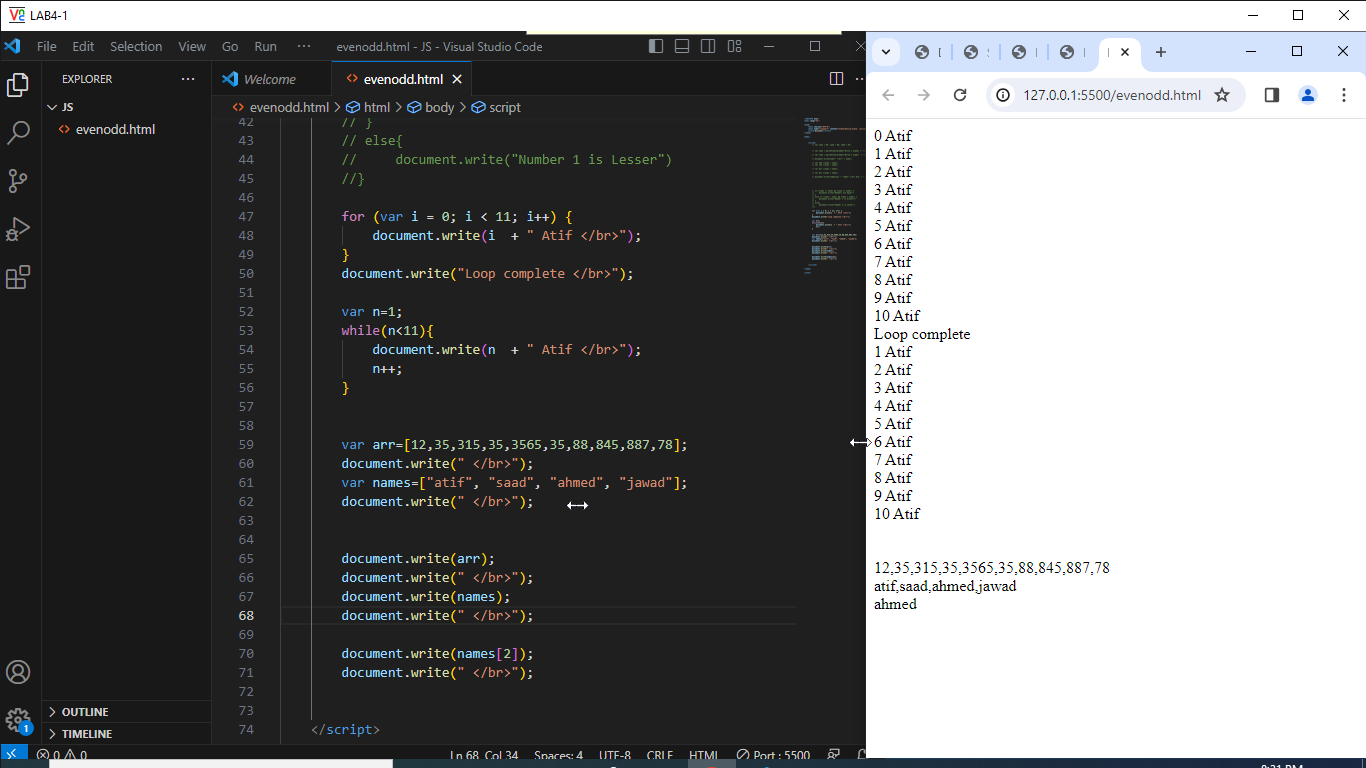 LAB4-1
File Edit Selection View Go Run ··· evenodd.html - JS - Visual Studio Code
EXPLORER ···
JS
evenodd.html
OUTLINE
TIMELINE
1
Welcome
evenodd.html
evenodd.html > html > body > script
42 // }
43 // else{
44 //     document.write("Number 1 is Lesser")
45 //}
46
47 for (var i = 0; i < 11; i++) {
48     document.write(i  + " Atif </br>");
49 }
50 document.write("Loop complete </br>");
51
52 var n=1;
53 while(n<11){
54     document.write(n  + " Atif </br>");
55     n++;
56 }
57
58
59 var arr=[12,35,315,35,3565,35,88,845,887,78];
60 document.write(" </br>");
61 var names=["atif", "saad", "ahmed", "jawad"];
62 document.write(" </br>");
63
64
65 document.write(arr);
66 document.write(" </br>");
67 document.write(names);
68 document.write(" </br>");
69
70 document.write(names[2]);
71 document.write(" </br>");
72
73
74 </script>
0 0 Ln 68, Col 34 Spaces: 4 UTF-8 CRLF HTML Port : 5500
127.0.0.1:5500/evenodd.html
0 Atif
1 Atif
2 Atif
3 Atif
4 Atif
5 Atif
6 Atif
7 Atif
8 Atif
9 Atif
10 Atif
Loop complete
1 Atif
2 Atif
3 Atif
4 Atif
5 Atif
6 Atif
7 Atif
8 Atif
9 Atif
10 Atif
12,35,315,35,3565,35,88,845,887,78
atif,saad,ahmed,jawad
ahmed